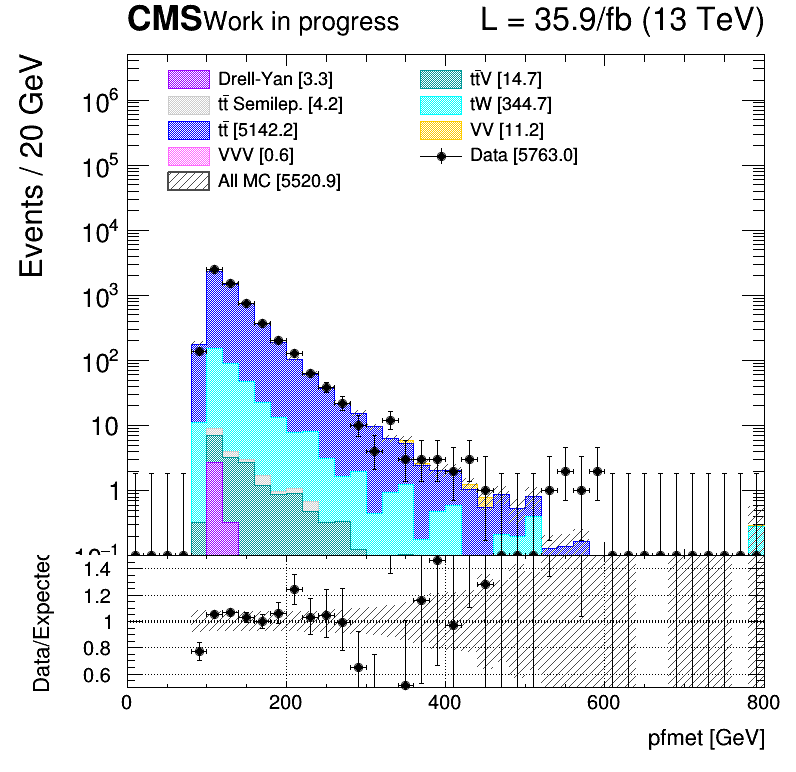 CMS Work in progress L = 35.9/fb (13 TeV)
Events / 20 GeV
Drell-Yan [3.3]
tt̄ Semilep. [4.2]
tt̄ [5142.2]
VVV [0.6]
All MC [5520.9]
tt̄V [14.7]
tW [344.7]
VV [11.2]
Data [5763.0]
10⁶
10⁵
10⁴
10³
10²
10
1
10⁻¹
Data/Expected
1.4
1.2
1
0.8
0.6
0 200 400 600 800
pfmet [GeV]